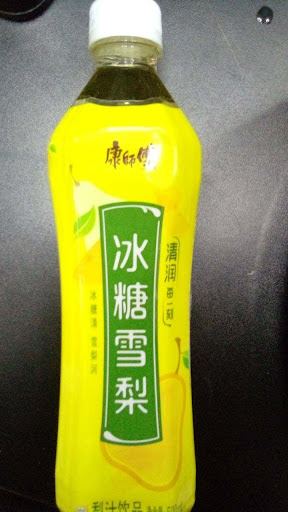 康师傅
清润
每一刻
冰糖雪梨
冰糖清 雪梨润
梨汁饮品